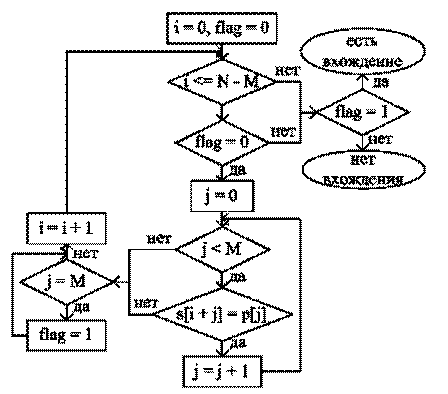 i = 0, flag = 0
i <= N - M
нет
есть
вхождение
да
flag = 1
нет
нет
вхождения
flag = 0
нет
да
j = 0
i = i + 1
нет
j < M
нет
да
j = M
да
нет
s[i + j] = p[j]
да
flag = 1
j = j + 1